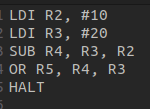 LDI R2, #10
LDI R3, #20
SUB R4, R3, R2
OR R5, R4, R3
HALT